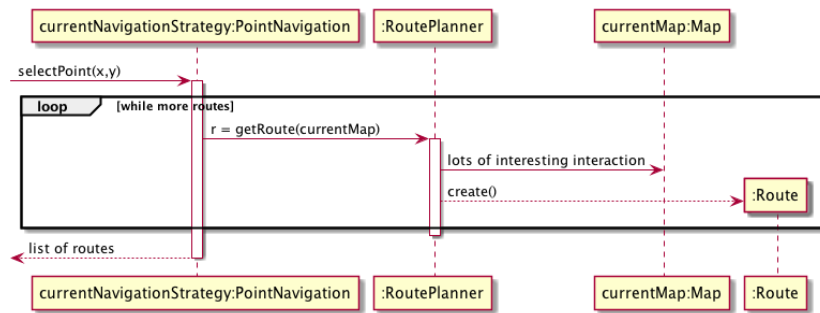 currentNavigationStrategy:PointNavigation :RoutePlanner currentMap:Map
selectPoint(x,y)
loop [while more routes]
r = getRoute(currentMap)
lots of interesting interaction
create()
:Route
list of routes
currentNavigationStrategy:PointNavigation :RoutePlanner currentMap:Map :Route